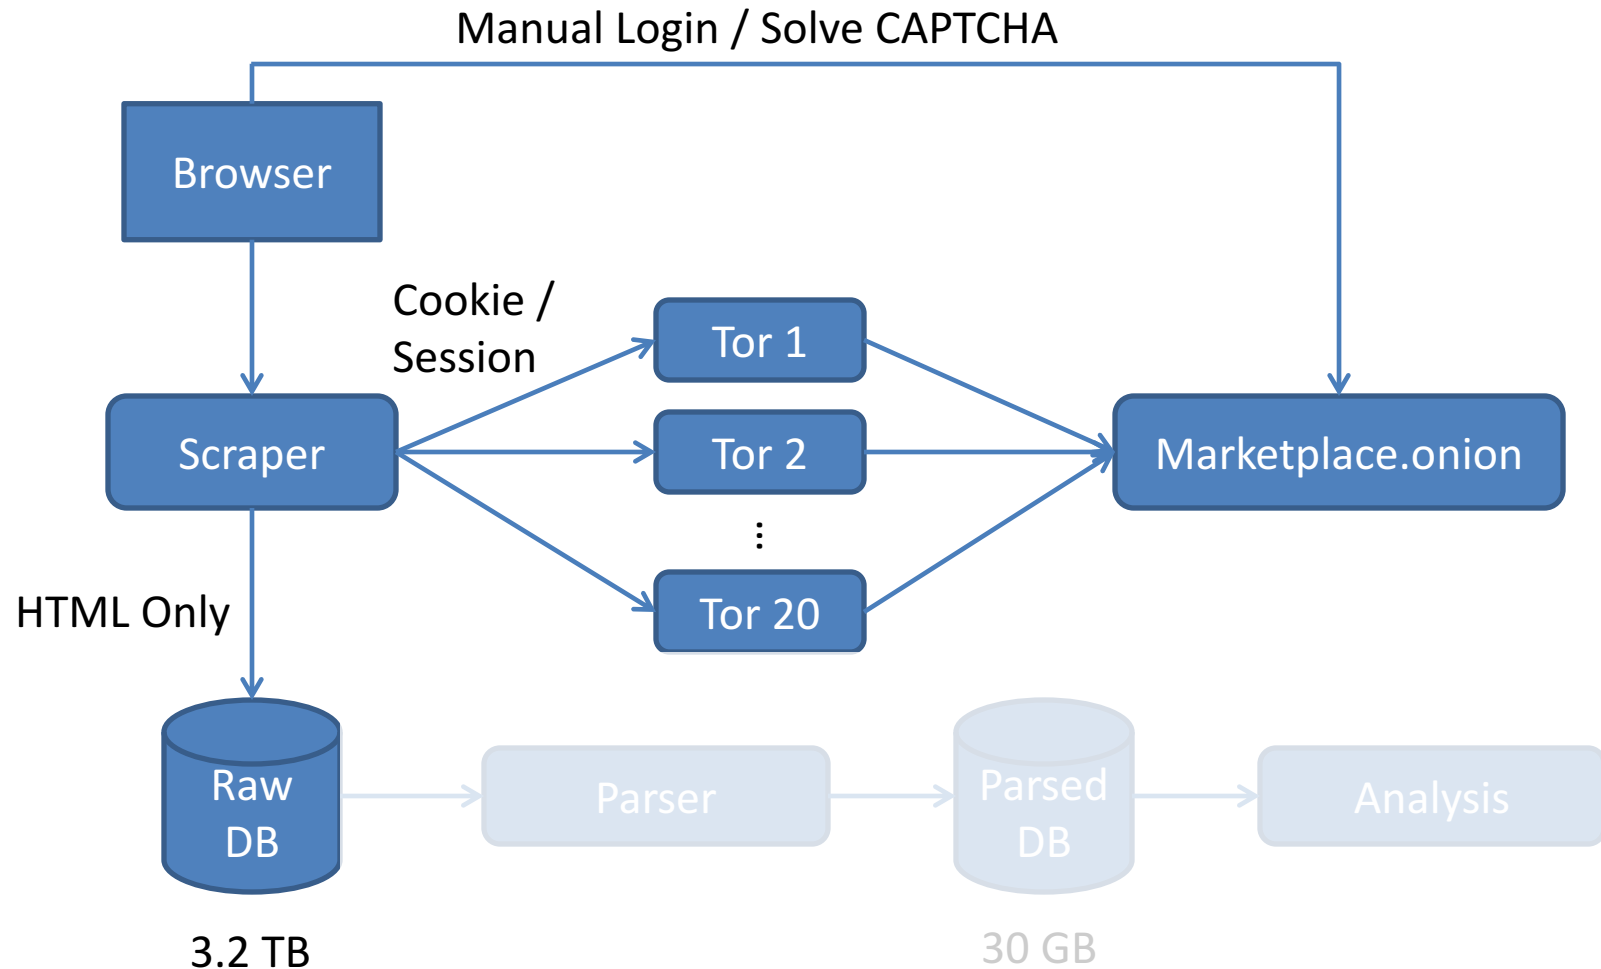 Manual Login / Solve CAPTCHA
Browser
Cookie /
Session
Tor 1
Scraper
Tor 2
Marketplace.onion
...
Tor 20
HTML Only
Raw
DB
Parser
Parsed
DB
Analysis
3.2 TB
30 GB